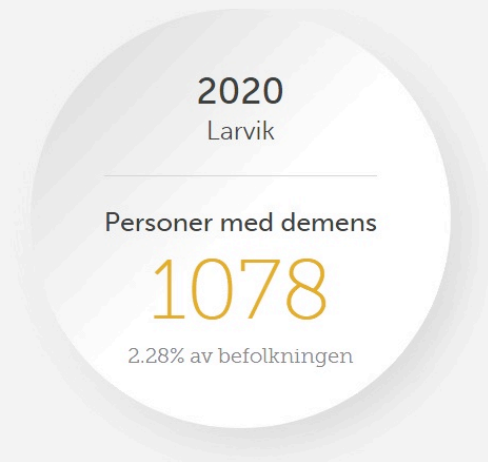 2020
Larvik
Personer med demens
1078
2.28% av befolkningen